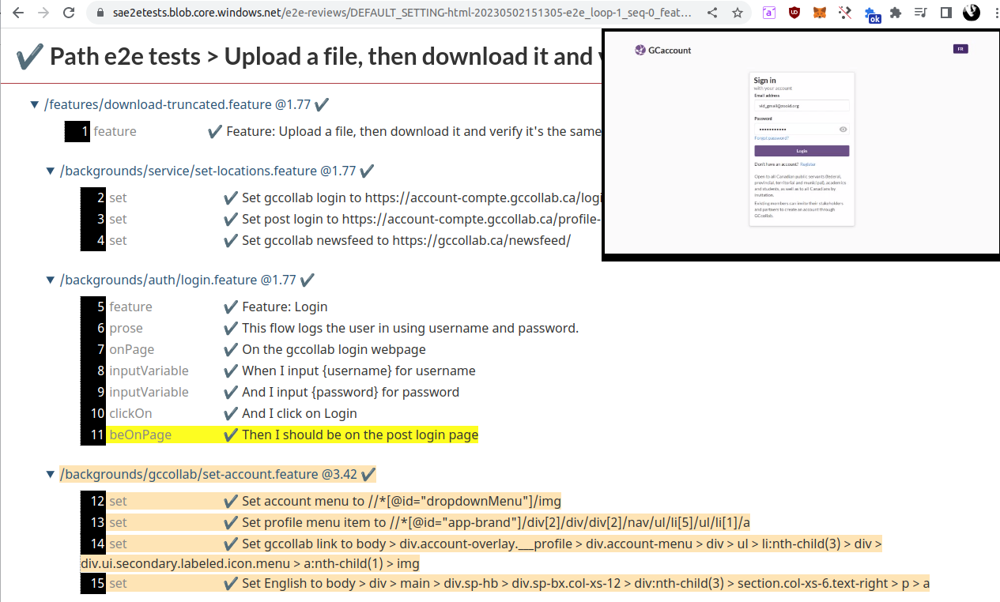 sae2etests.blob.core.windows.net/e2e-reviews/DEFAULT_SETTING-html-20230502151305-e2e_loop-1_seq-0_feat...
ok
✔ Path e2e tests > Upload a file, then download it and
▼ /features/download-truncated.feature @1.77 ✔
1 feature ✔ Feature: Upload a file, then download it and verify it's the same
▼ /backgrounds/service/set-locations.feature @1.77 ✔
2 set ✔ Set gccollab login to https://account-compte.gccollab.ca/logi
3 set ✔ Set post login to https://account-compte.gccollab.ca/profile-
4 set ✔ Set gccollab newsfeed to https://gccollab.ca/newsfeed/
GCaccount
FR
Sign in
with your account
Email address
vid_gmail@zooid.org
Password
•••••••••••
Forgot password?
Login
Don't have an account? Register
Open to all Canadian public servants (federal,
provincial, territorial and municipal), academics
and students, as well as to all Canadians by
invitation.
Existing members can invite their stakeholders
and partners to create an account through
GCcollab.
▼ /backgrounds/auth/login.feature @1.77 ✔
5 feature ✔ Feature: Login
6 prose ✔ This flow logs the user in using username and password.
7 onPage ✔ On the gccollab login webpage
8 inputVariable ✔ When I input {username} for username
9 inputVariable ✔ And I input {password} for password
10 clickOn ✔ And I click on Login
11 beOnPage ✔ Then I should be on the post login page
▼ /backgrounds/gccollab/set-account.feature @3.42 ✔
12 set ✔ Set account menu to //*[@id="dropdownMenu"]/img
13 set ✔ Set profile menu item to //*[@id="app-brand"]/div[2]/div/div[2]/nav/ul/li[5]/ul/li[1]/a
14 set ✔ Set gccollab link to body > div.account-overlay.___profile > div.account-menu > div > ul > li:nth-child(3) > div >
div.ui.secondary.labeled.icon.menu > a:nth-child(1) > img
15 set ✔ Set English to body > div > main > div.sp-hb > div.sp-bx.col-xs-12 > div:nth-child(3) > section.col-xs-6.text-right > p > a